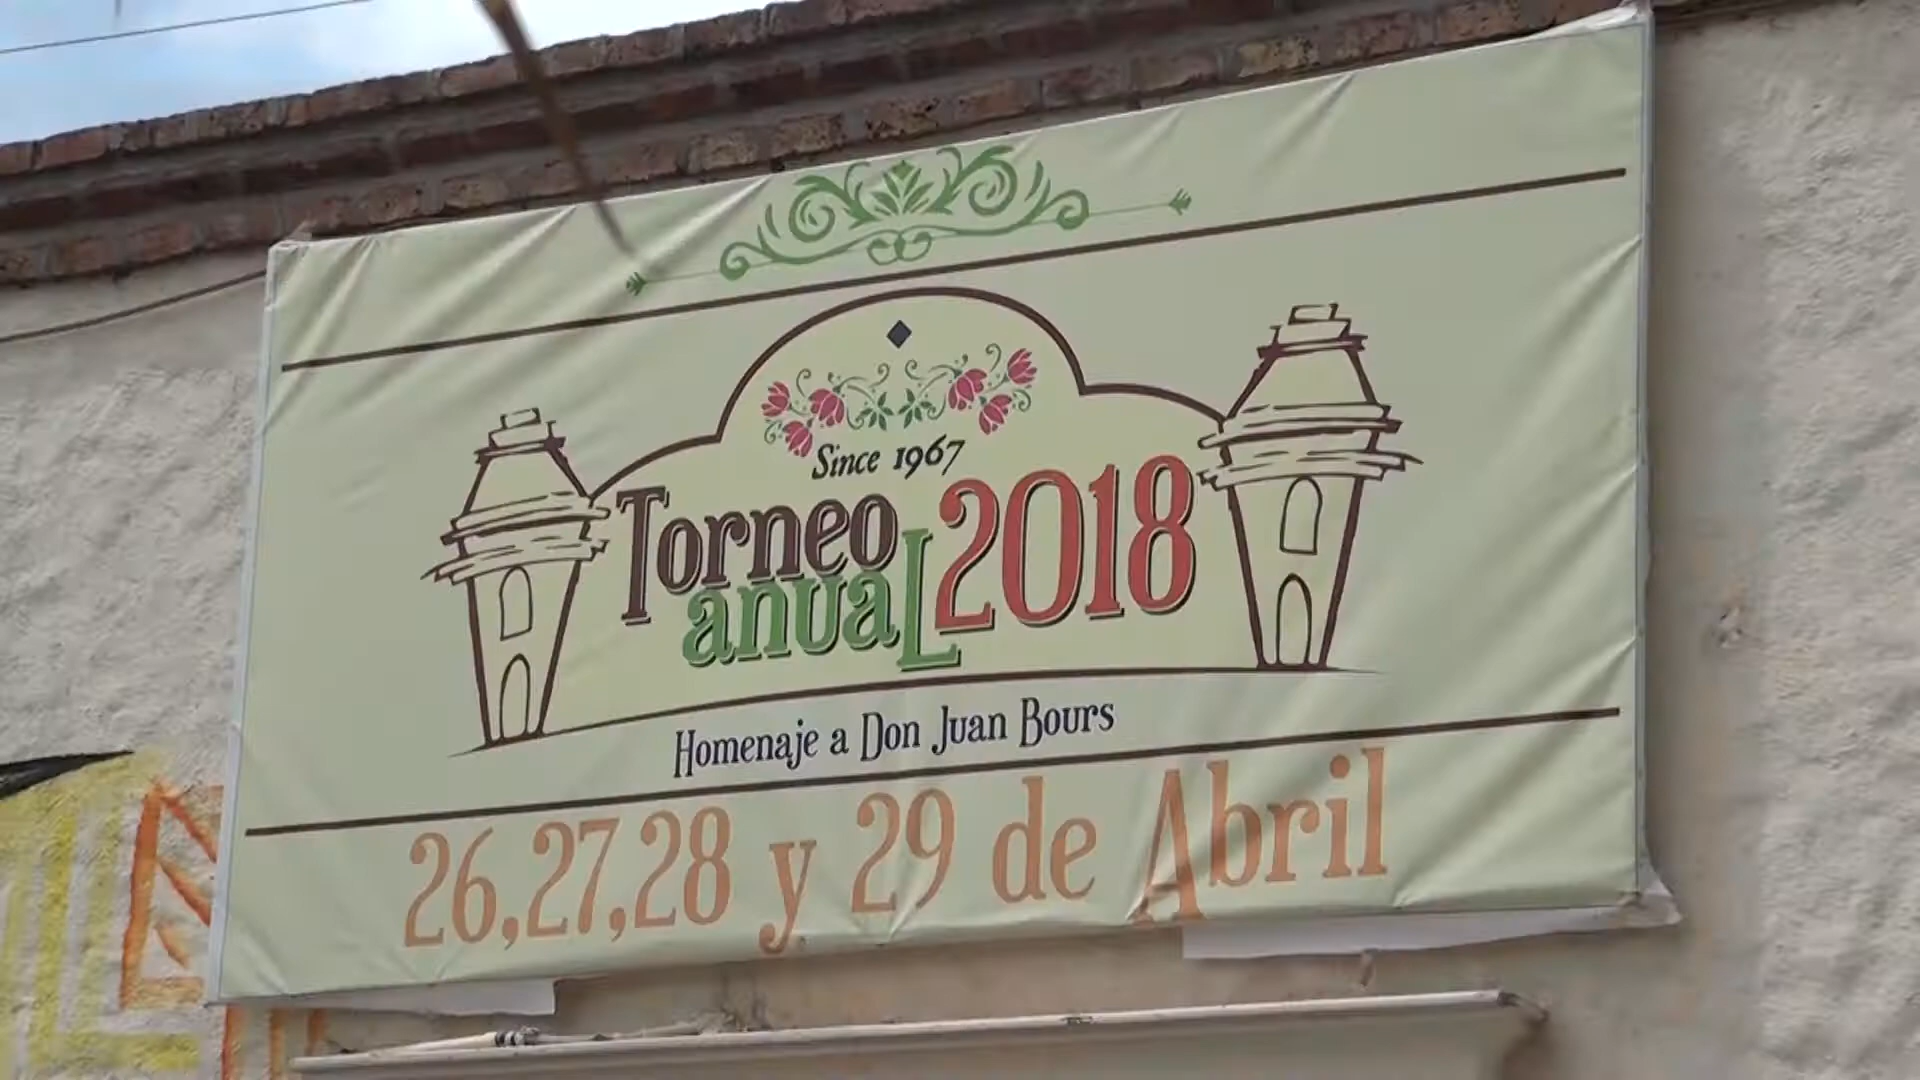 Since 1967
Torneo
anuaL 2018
Homenaje a Don Juan Bours
26,27,28 y 29 de Abril